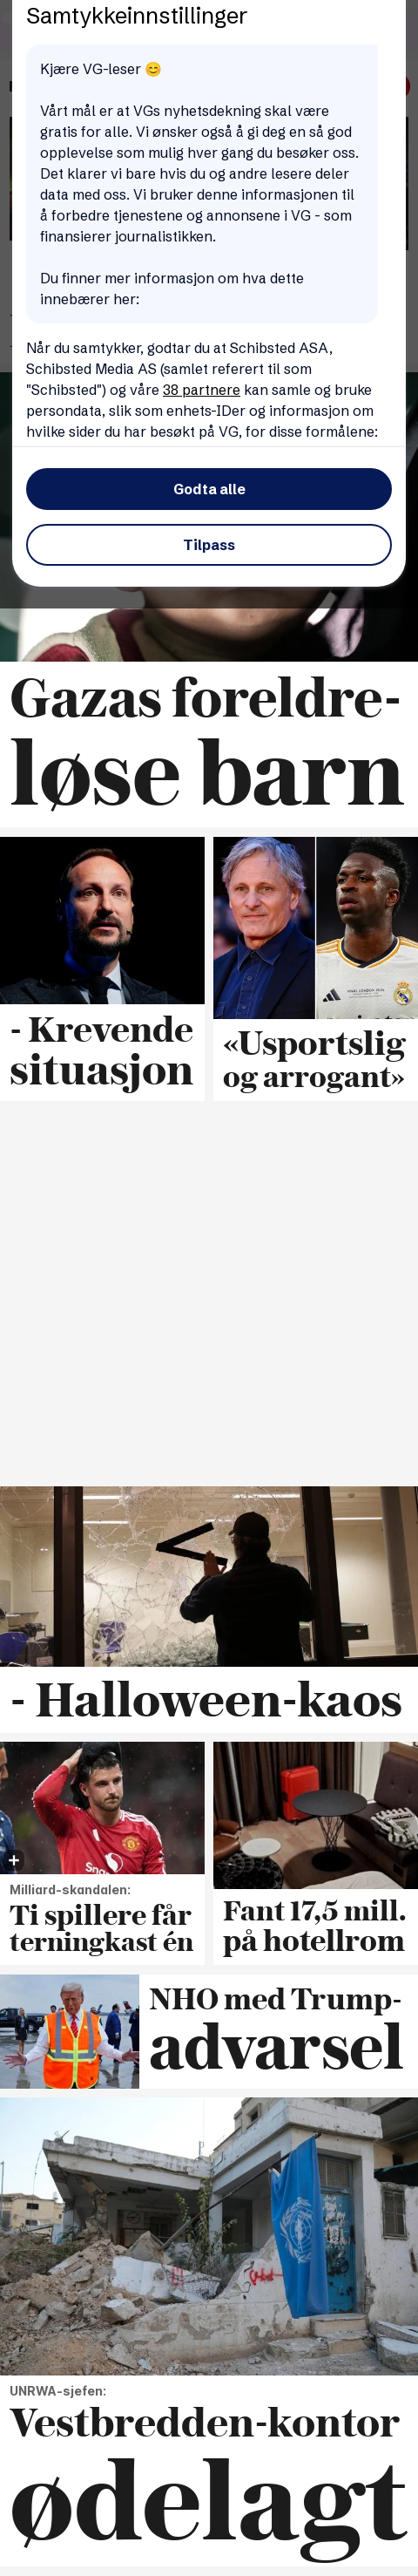 Samtykkeinnstillinger
Kjære VG-leser 😊
Vårt mål er at VGs nyhetsdekning skal være
gratis for alle. Vi ønsker også å gi deg en så god
opplevelse som mulig hver gang du besøker oss.
Det klarer vi bare hvis du og andre lesere deler
data med oss. Vi bruker denne informasjonen til
å forbedre tjenestene og annonsene i VG - som
finansierer journalistikken.
Du finner mer informasjon om hva dette
innebærer her:
Når du samtykker, godtar du at Schibsted ASA,
Schibsted Media AS (samlet referert til som
"Schibsted") og våre 38 partnere kan samle og bruke
persondata, slik som enhets-IDer og informasjon om
hvilke sider du har besøkt på VG, for disse formålene:
Godta alle
Tilpass
Gazas foreldre-
løse barn
- Krevende
situasjon
«Usportslig
og arrogant»
- Halloween-kaos
Milliard-skandalen:
Ti spillere får
terningkast én
Fant 17,5 mill.
på hotellrom
NHO med Trump-
advarsel
UNRWA-sjefen:
Vestbredden-kontor
ødelagt